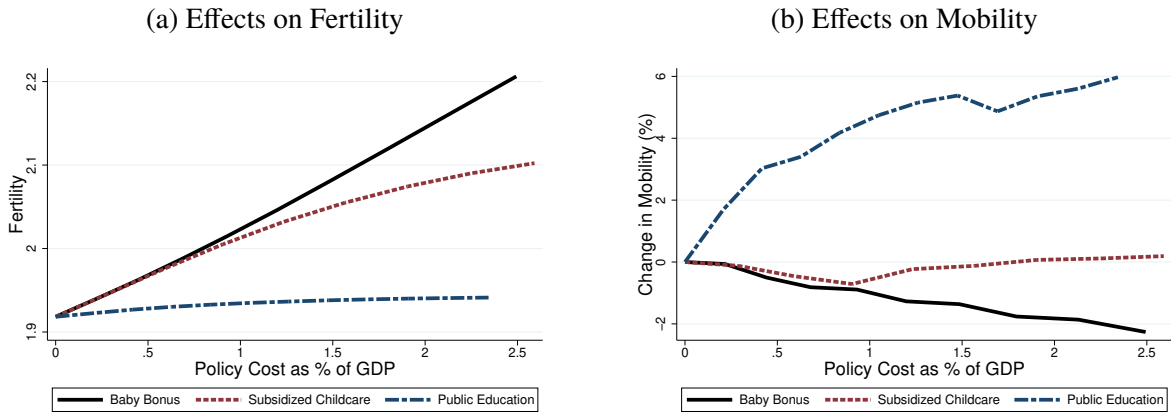 (a) Effects on Fertility
Fertility
2.2
2.1
2
1.9
0 .5 1 1.5 2 2.5
Policy Cost as % of GDP
Baby Bonus Subsidized Childcare Public Education
(b) Effects on Mobility
Change in Mobility (%)
6
4
2
0
-2
0 .5 1 1.5 2 2.5
Policy Cost as % of GDP
Baby Bonus Subsidized Childcare Public Education